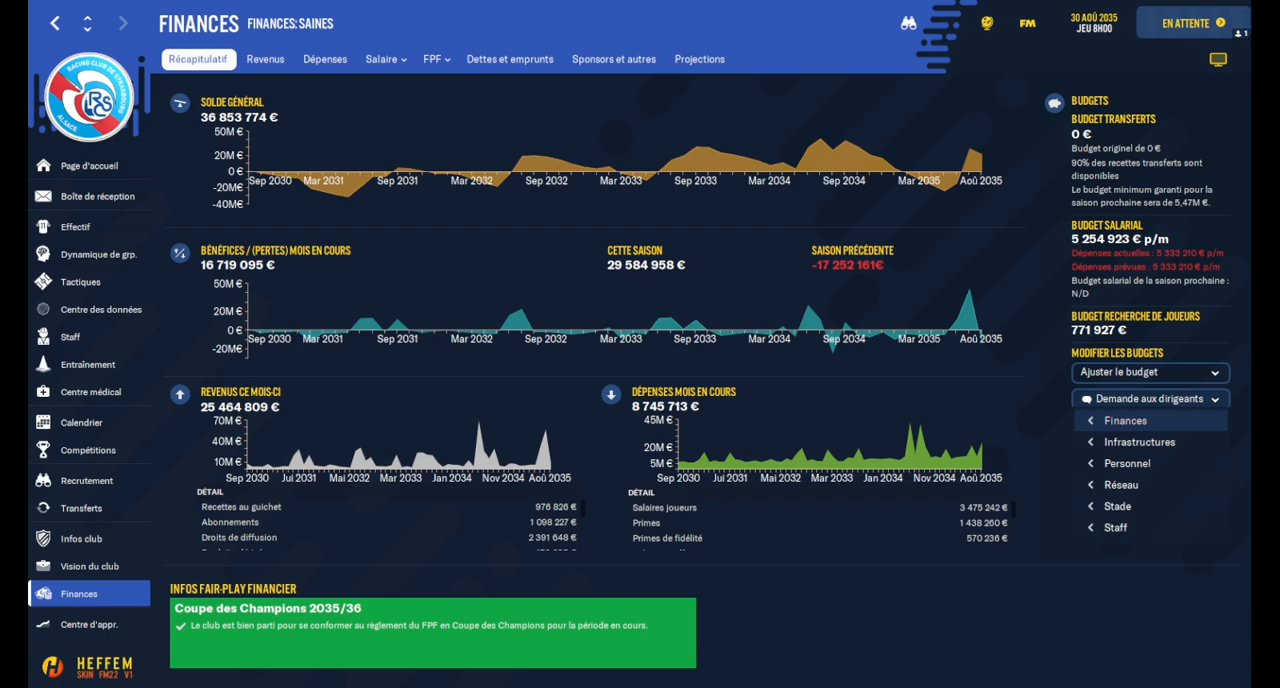 FINANCES FINANCES: SAINES
FM
30 AOÛ 2035
JEU 8H00
EN ATTENTE
1
Récapitulatif Revenus Dépenses Salaire FPF Dettes et emprunts Sponsors et autres Projections
RACING CLUB DE STRASBOURG
RCS
ALSACE
Page d'accueil
Boîte de réception
Effectif
Dynamique de grp.
Tactiques
Centre des données
Staff
Entraînement
Centre médical
Calendrier
Compétitions
Recrutement
Transferts
Infos club
Vision du club
Finances
Centre d'appr.
HEFFEM
SKIN FM22 V1
SOLDE GÉNÉRAL
36 853 774 €
50M €
20M €
0 €
-20M€
-40M€
Sep 2030 Mar 2031 Sep 2031 Mar 2032 Sep 2032 Mar 2033 Sep 2033 Mar 2034 Sep 2034 Mar 2035 Aoû 2035
BÉNÉFICES / (PERTES) MOIS EN COURS
16 719 095 €
CETTE SAISON
29 584 958 €
SAISON PRÉCÉDENTE
-17 252 161€
50M €
20M €
0 €
-20M€
Sep 2030 Mar 2031 Sep 2031 Mar 2032 Sep 2032 Mar 2033 Sep 2033 Mar 2034 Sep 2034 Mar 2035 Aoû 2035
REVENUS CE MOIS-CI
25 464 809 €
70M €
40M €
10M €
Sep 2030 Jul 2031 Mai 2032 Mar 2033 Jan 2034 Nov 2034 Aoû 2035
DÉTAIL
Recettes au guichet 976 826 €
Abonnements 1 098 227 €
Droits de diffusion 2 391 648 €
DÉPENSES MOIS EN COURS
8 745 713 €
45M €
20M €
5M €
Sep 2030 Jul 2031 Mai 2032 Mar 2033 Jan 2034 Nov 2034 Aoû 2035
DÉTAIL
Salaires joueurs 3 475 242 €
Primes 1 438 260 €
Primes de fidélité 570 236 €
INFOS FAIR-PLAY FINANCIER
Coupe des Champions 2035/36
Le club est bien parti pour se conformer au règlement du FPF en Coupe des Champions pour la période en cours.
BUDGETS
BUDGET TRANSFERTS
0 €
Budget originel de 0 €
90% des recettes transferts sont
disponibles
Le budget minimum garanti pour la
saison prochaine sera de 5,47M €.
BUDGET SALARIAL
5 254 923 € p/m
Dépenses actuelles : 5 333 210 € p/m
Dépenses prévues : 5 333 210 € p/m
Budget salarial de la saison prochaine :
N/D
BUDGET RECHERCHE DE JOUEURS
771 927 €
MODIFIER LES BUDGETS
Ajuster le budget
Demande aux dirigeants
Finances
Infrastructures
Personnel
Réseau
Stade
Staff